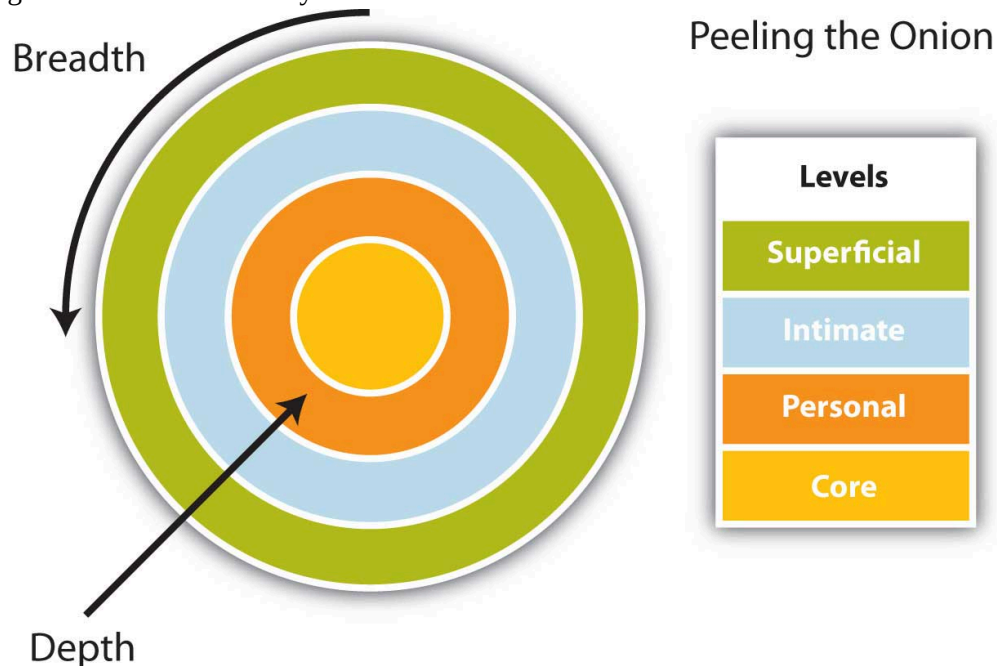 Breadth
Peeling the Onion
Levels
Superficial
Intimate
Personal
Core
Depth